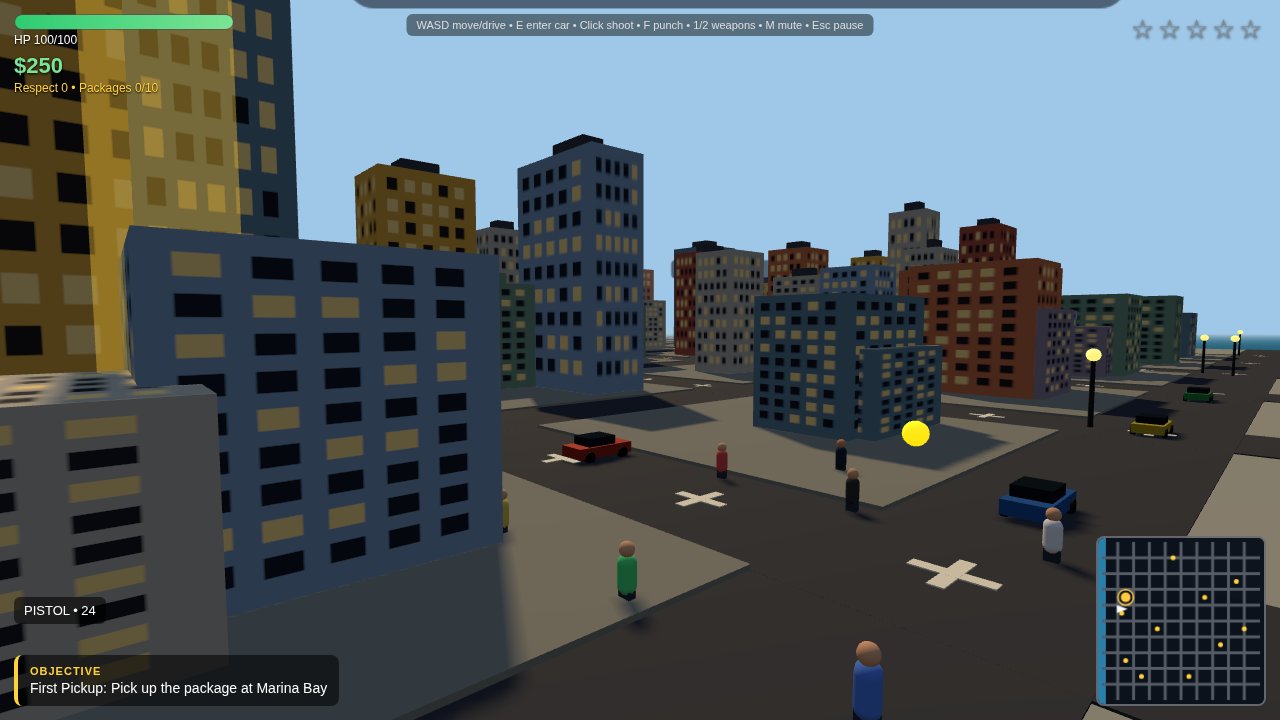 WASD move/drive • E enter car • Click shoot • F punch • 1/2 weapons • M mute • Esc pause
HP 100/100
$250
Respect 0 • Packages 0/10
PISTOL • 24
OBJECTIVE
First Pickup: Pick up the package at Marina Bay